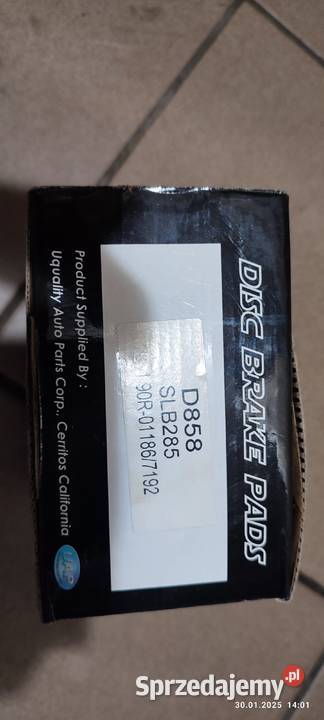 DISC BRAKE PADS
D858
SLB285
90R-01186/7192
Product Supplied By :
Uquality Auto Parts Corp., Cerritos California
UAP
Sprzedajemy.pl
30.01.2025 14:01